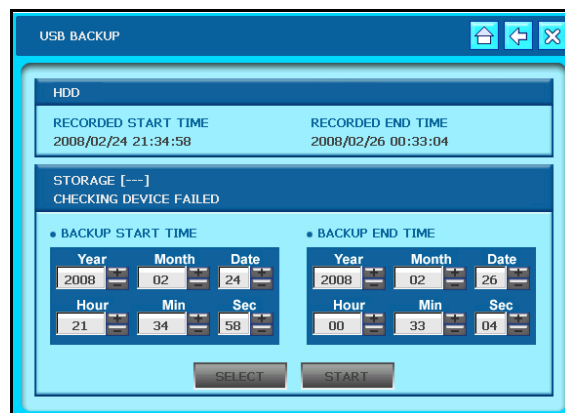 USB BACKUP
HDD
RECORDED START TIME RECORDED END TIME
2008/02/24 21:34:58 2008/02/26 00:33:04
STORAGE [---]
CHECKING DEVICE FAILED
BACKUP START TIME BACKUP END TIME
Year Month Date Year Month Date
2008 02 24 2008 02 26
Hour Min Sec Hour Min Sec
21 34 58 00 33 04
SELECT START